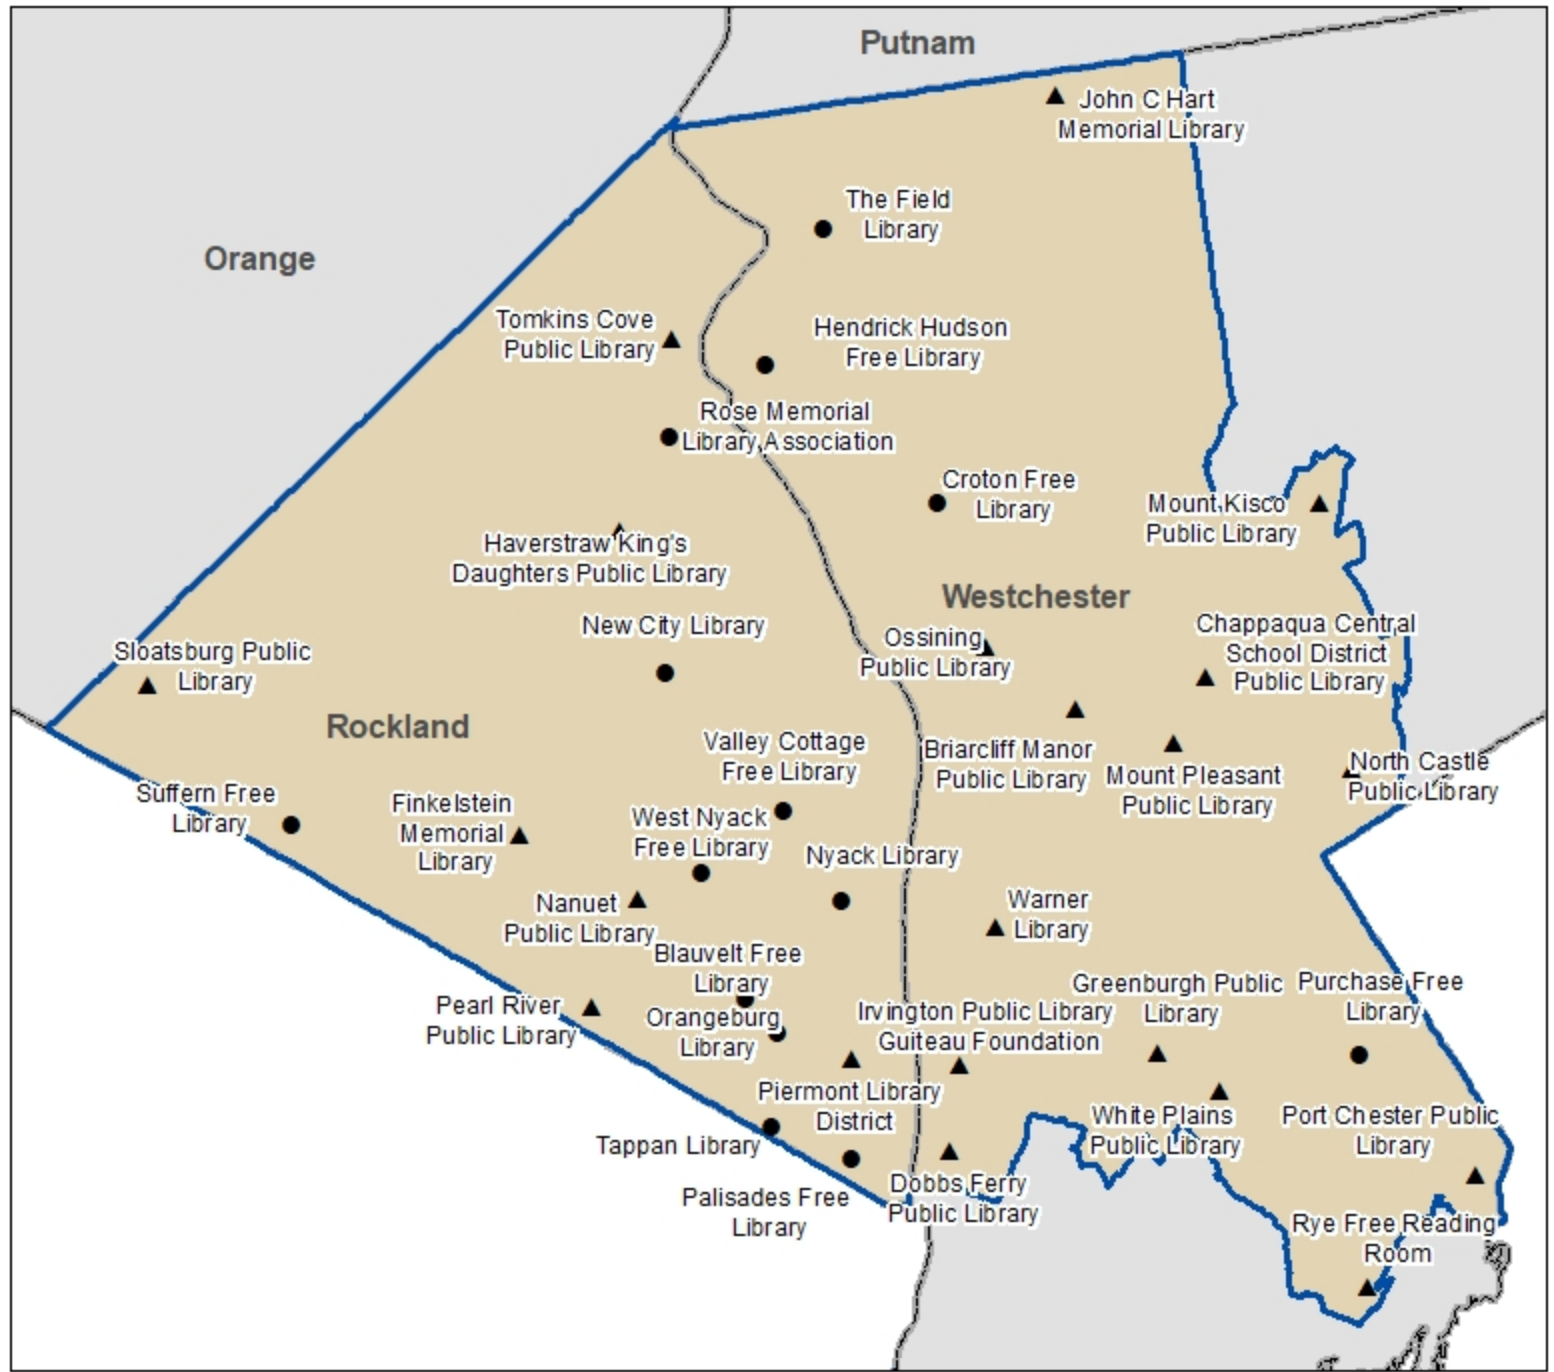 Putnam
John C Hart
Memorial Library
The Field
Library
Orange
Tomkins Cove
Public Library
Hendrick Hudson
Free Library
Rose Memorial
Library Association
Croton Free
Library
Mount Kisco
Public Library
Haverstraw King's
Daughters Public Library
Westchester
New City Library
Ossining
Public Library
Chappaqua Central
School District
Public Library
Sloatsburg Public
Library
Rockland
Valley Cottage
Free Library
Briarcliff Manor
Public Library
Mount Pleasant
Public Library
North Castle
Public Library
Suffern Free
Library
Finkelstein
Memorial
Library
West Nyack
Free Library
Nyack Library
Nanuet
Public Library
Warner
Library
Blauvelt Free
Library
Greenburgh Public
Library
Purchase Free
Library
Pearl River
Public Library
Orangeburg
Library
Irvington Public Library
Guiteau Foundation
Piermont Library
District
White Plains
Public Library
Port Chester Public
Library
Tappan Library
Palisades Free
Library
Dobbs Ferry
Public Library
Rye Free Reading
Room